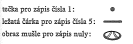 tečka pro zápis čísla 1:
ležatá čárka pro zápis čísla 5:
obraz mušle pro zápis nuly: